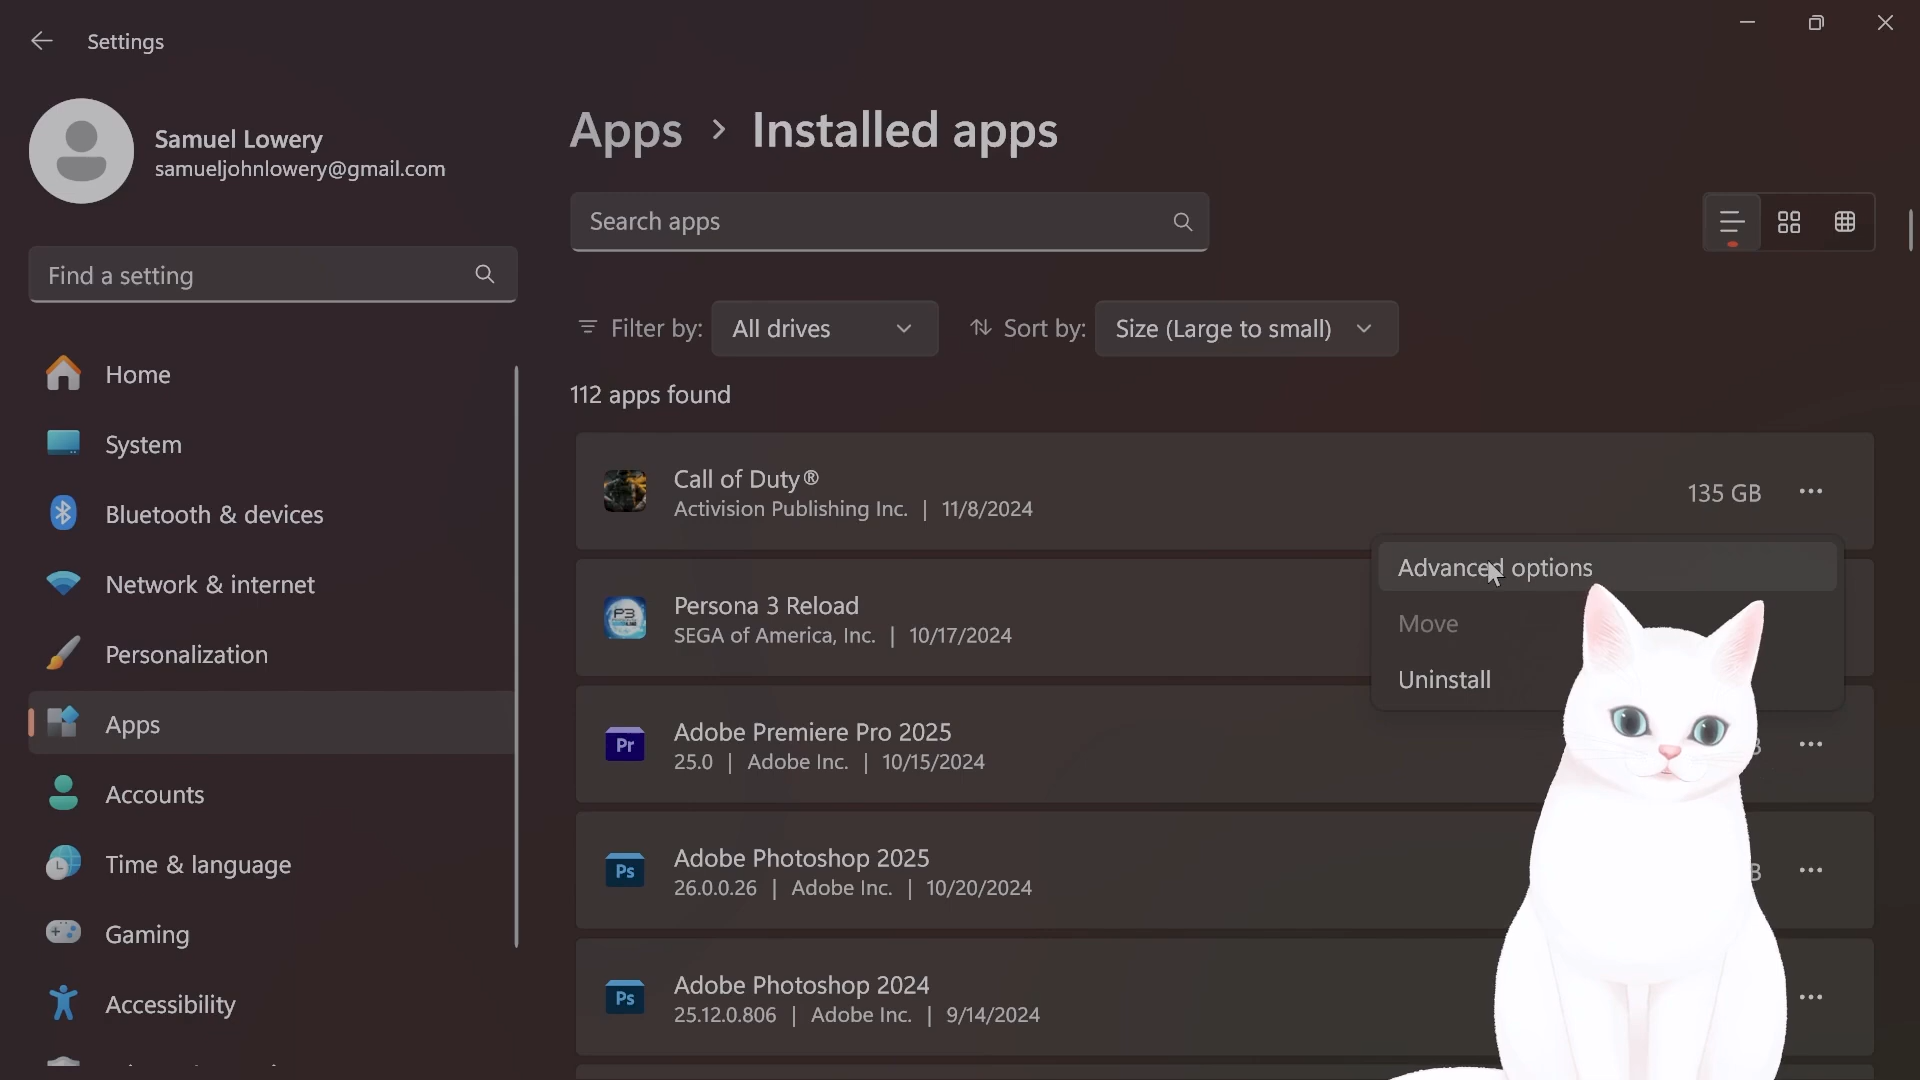 Settings
Samuel Lowery
samueljohnlowery@gmail.com
Find a setting
Home
System
Bluetooth & devices
Network & internet
Personalization
Apps
Accounts
Time & language
Gaming
Accessibility
Apps > Installed apps
Search apps
Filter by: All drives Sort by: Size (Large to small)
112 apps found
Call of Duty®
Activision Publishing Inc. | 11/8/2024
135 GB
Advanced options
Move
Uninstall
Persona 3 Reload
SEGA of America, Inc. | 10/17/2024
Adobe Premiere Pro 2025
25.0 | Adobe Inc. | 10/15/2024
Adobe Photoshop 2025
26.0.0.26 | Adobe Inc. | 10/20/2024
Adobe Photoshop 2024
25.12.0.806 | Adobe Inc. | 9/14/2024
P3
Pr
Ps
Ps